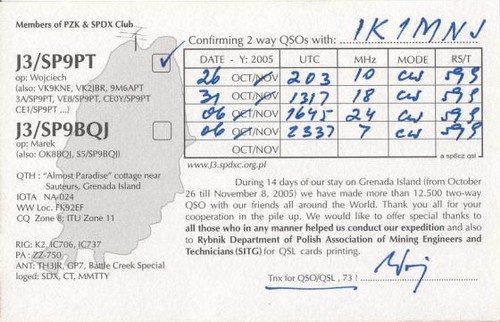 Members of PZK & SPDX Club
Confirming 2 way QSOs with: IK1MNJ
J3/SP9PT
op: Wojciech
(also: VK9KNE, VK2JBR, 9M6APT
3A/SP9PT, VE8/SP9PT, CE0Y/SP9PT
CE1/SP9PT ...)
J3/SP9BQJ
op: Marek
(also: OK8BQJ, S5/SP9BQJ)
QTH : "Almost Paradise" cottage near
Sauteurs, Grenada Island
IOTA NA-024
WW Loc. FK92EF
CQ Zone 8; ITU Zone 11
RIG: K2, IC706, IC737
PA : ZZ-750
ANT: TH3JR, GP7, Battle Creek Special
loged: SDX, CT, MMTTY
DATE - Y: 2005 UTC MHz MODE RS/T
26 OCT/NOV 203 10 CW 599
31 OCT/NOV 1317 18 CW 599
06 OCT/NOV 1645 24 CW 599
06 OCT/NOV 2337 7 CW 599
www.j3.spdxc.org.pl
a sp6cz qsl
During 14 days of our stay on Grenada Island (from October
26 till November 8, 2005) we have made more than 12.500 two-way
QSO with our friends all around the World. Thank you all for your
cooperation in the pile up. We would like to offer special thanks to
all those who in any manner helped us conduct our expedition and also
to Rybnik Department of Polish Association of Mining Engineers and
Technicians (SITG) for QSL cards printing.
Tnx for QSO/QSL , 73 !